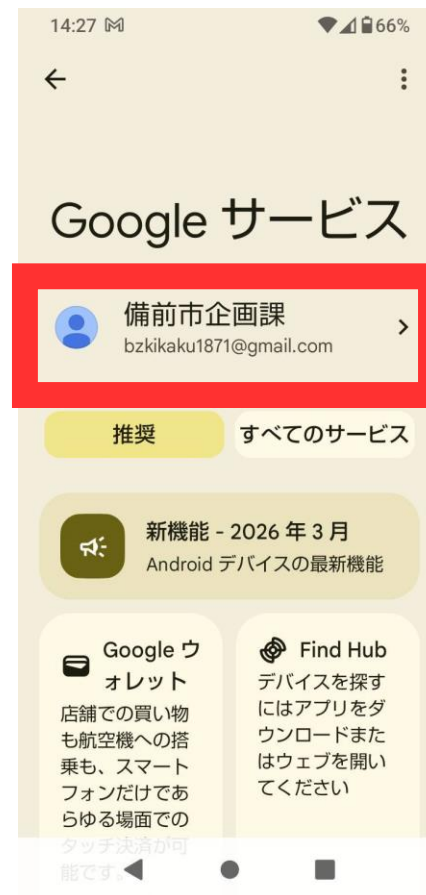 14:27
66%
Google サービス
備前市企画課
bzkikaku1871@gmail.com
推奨
すべてのサービス
新機能 - 2026 年 3 月
Android デバイスの最新機能
Google ウ
ォレット
店舗での買い物
も航空機への搭
乗も、スマート
フォンだけであ
らゆる場面での
タッチ決済が可
能です。
Find Hub
デバイスを探す
にはアプリをダ
ウンロードまた
はウェブを開い
てください